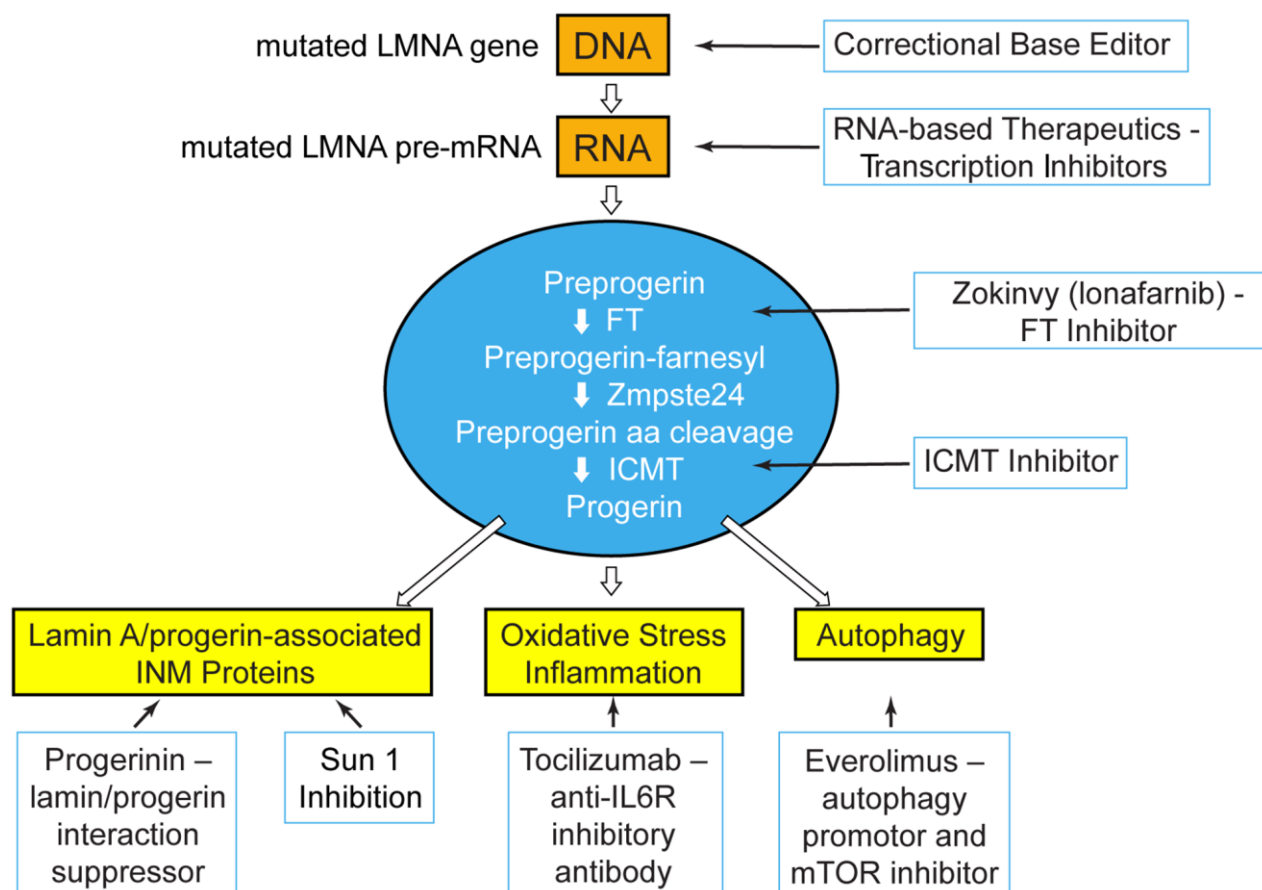 mutated LMNA gene
DNA
Correctional Base Editor
mutated LMNA pre-mRNA
RNA
RNA-based Therapeutics -
Transcription Inhibitors
Preprogerin
FT
Preprogerin-farnesyl
Zmpste24
Preprogerin aa cleavage
ICMT
Progerin
Zokinvy (lonafarnib) -
FT Inhibitor
ICMT Inhibitor
Lamin A/progerin-associated
INM Proteins
Oxidative Stress
Inflammation
Autophagy
Progerinin –
lamin/progerin
interaction
suppressor
Sun 1
Inhibition
Tocilizumab –
anti-IL6R
inhibitory
antibody
Everolimus –
autophagy
promotor and
mTOR inhibitor